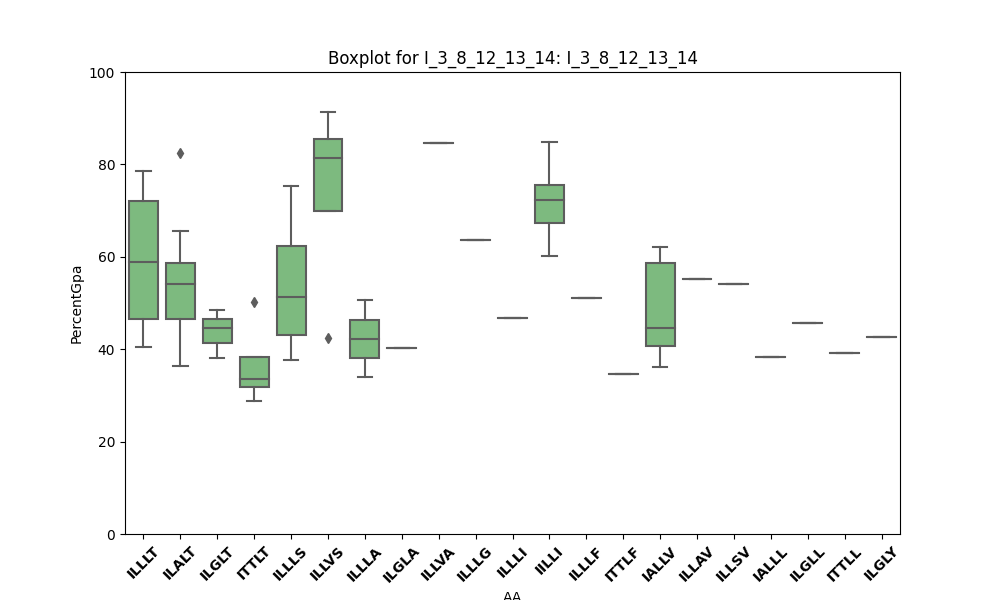 Boxplot for I_3_8_12_13_14: I_3_8_12_13_14
100
80
60
40
20
0
PercentGpa
ILLLT ILALT ILGLT ITTLT ILLLS ILLVS ILLLA ILGLA ILLVA ILLLG ILLLI IILLI ILLLF ITTLF IALLV ILLAV ILLSV IALLL ILGLL ITTLL ILGLY
AA